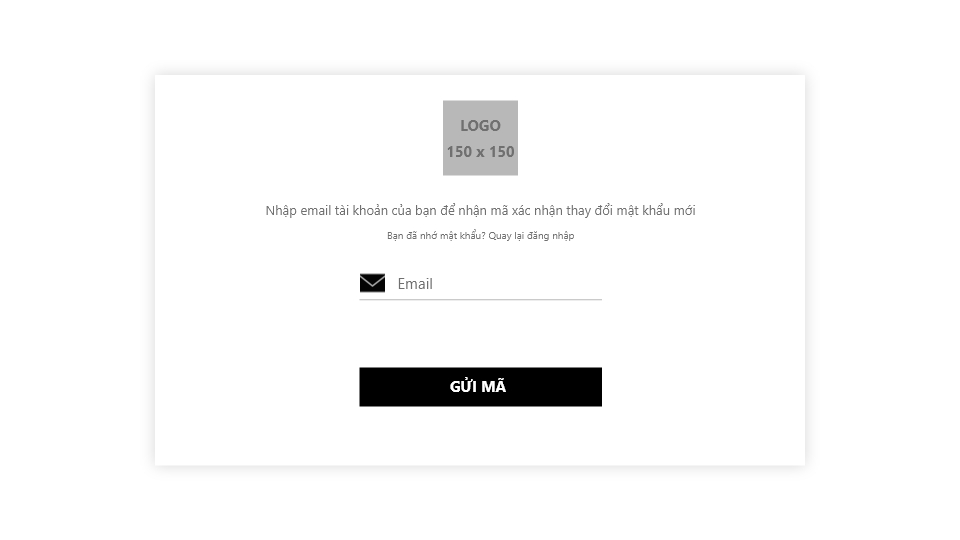 LOGO
150 x 150
Nhập email tài khoản của bạn để nhận mã xác nhận thay đổi mật khẩu mới
Bạn đã nhớ mật khẩu? Quay lại đăng nhập
Email
GỬI MÃ